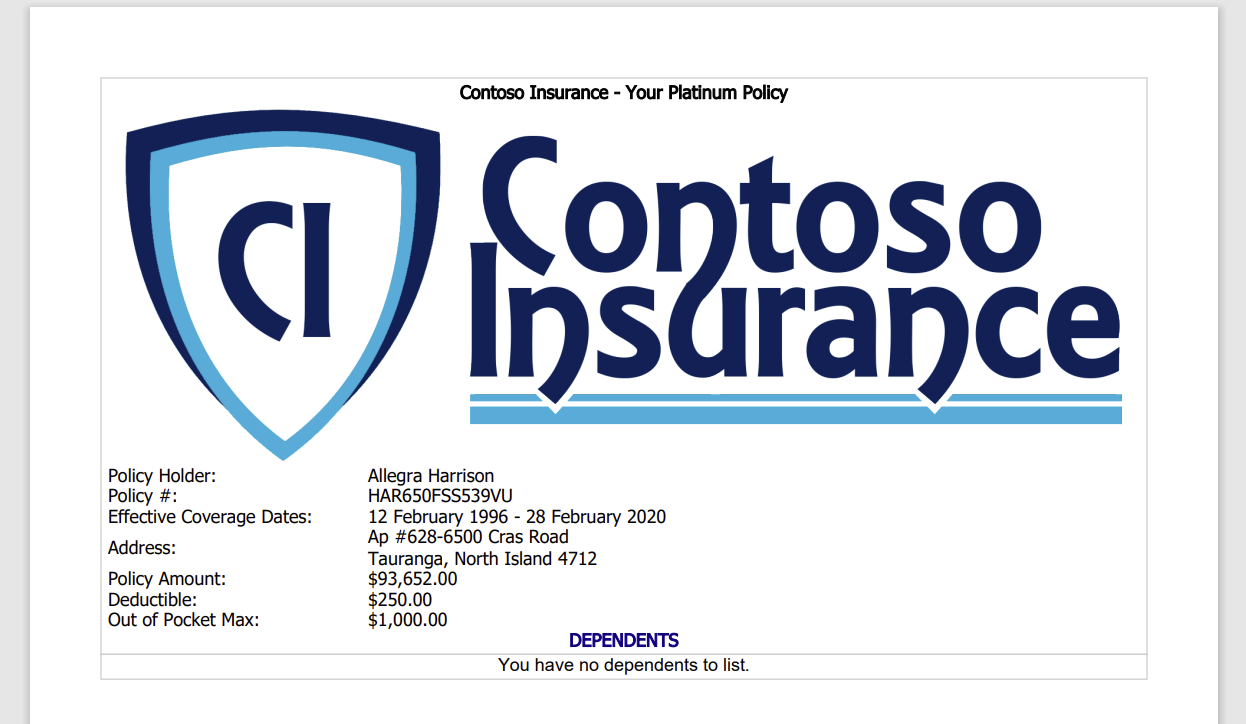 Contoso Insurance - Your Platinum Policy
CI
Contoso
Insurance
Policy Holder: Allegra Harrison
Policy #: HAR650FSS539VU
Effective Coverage Dates: 12 February 1996 - 28 February 2020
Address: Ap #628-6500 Cras Road
Tauranga, North Island 4712
Policy Amount: $93,652.00
Deductible: $250.00
Out of Pocket Max: $1,000.00
DEPENDENTS
You have no dependents to list.